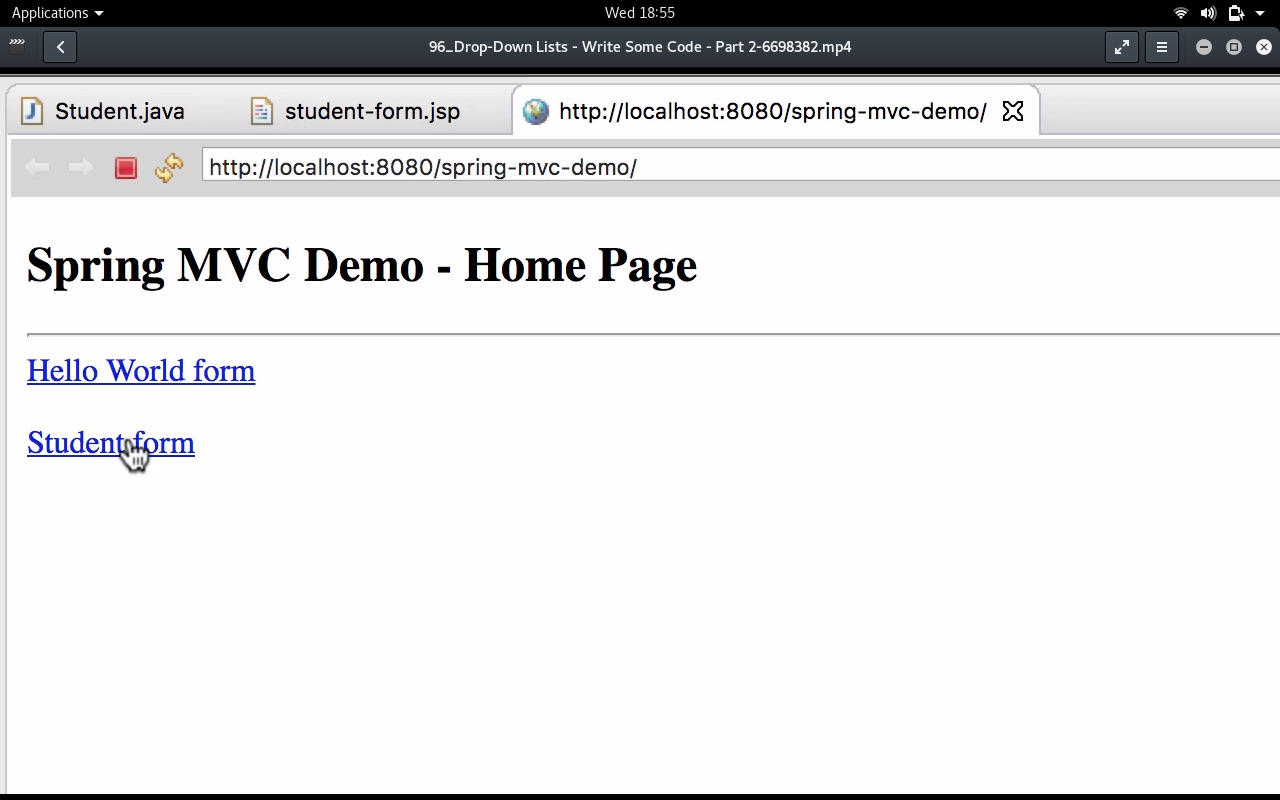 Applications
Wed 18:55
96_Drop-Down Lists - Write Some Code - Part 2-6698382.mp4
Student.java
student-form.jsp
http://localhost:8080/spring-mvc-demo/
http://localhost:8080/spring-mvc-demo/
Spring MVC Demo - Home Page
Hello World form
Student form